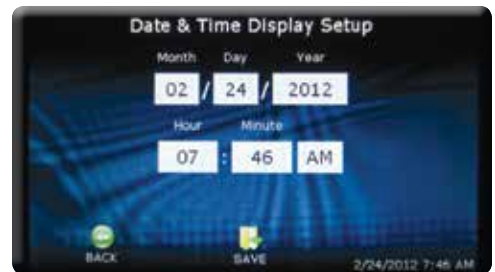 Date & Time Display Setup
Month Day Year
02 / 24 / 2012
Hour Minute
07 : 46 AM
BACK SAVE
2/24/2012 7:46 AM